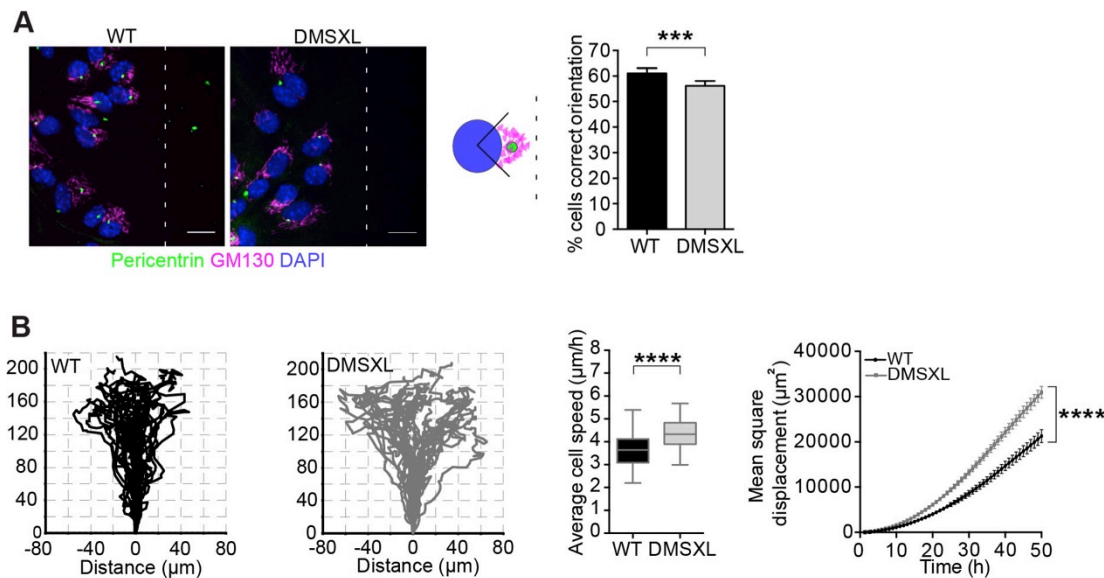 A
WT
DMSXL
Pericentrin GM130 DAPI
% cells correct orientation
70
60
50
40
30
20
10
0
***
WT
DMSXL
B
WT
200
160
120
80
40
0
-80
-40
0
40
80
Distance (µm)
DMSXL
200
160
120
80
40
0
-80
-40
0
40
80
Distance (µm)
Average cell speed (µm/h)
8
7
6
5
4
3
2
1
0
****
WT DMSXL
Mean square
displacement (µm²)
40000
30000
20000
10000
0
WT
DMSXL
****
0
10
20
30
40
50
Time (h)